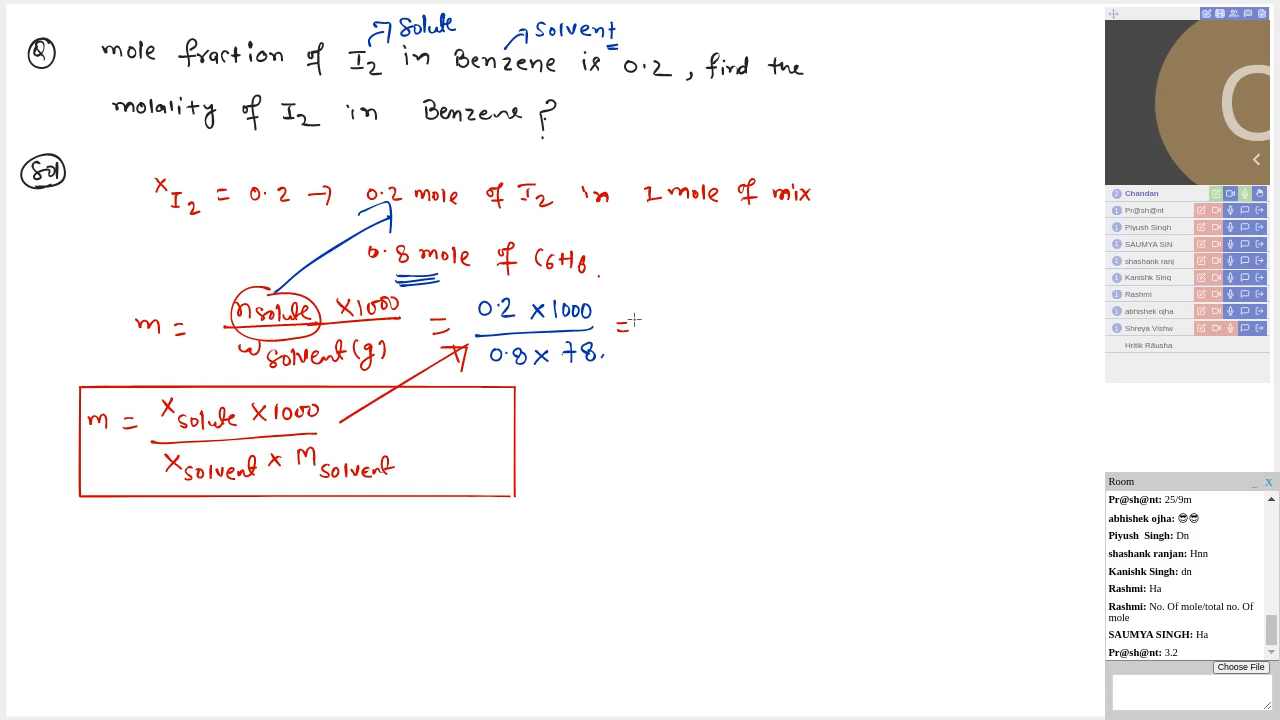 Q mole fraction of I2 in Benzene is 0.2, find the
Solute
Solvent
molality of I2 in Benzene?
Sol
xI2 = 0.2 → 0.2 mole of I2 in 1 mole of mix
0.8 mole of C6H6.
m = nsolute × 1000 / wsolvent(g) = 0.2 × 1000 / 0.8 × 78. =
m = xsolute × 1000 / xsolvent × Msolvent
C
Chandan
Pr@sh@nt
Piyush Singh
SAUMYA SIN
shashank ranj
Kanishk Sing
Rashmi
abhishek ojha
Shreya Vishw
Hritik Räusha
Room _ X
Pr@sh@nt: 25/9m
abhishek ojha: 😎😎
Piyush Singh: Dn
shashank ranjan: Hnn
Kanishk Singh: dn
Rashmi: Ha
Rashmi: No. Of mole/total no. Of
mole
SAUMYA SINGH: Ha
Pr@sh@nt: 3.2
Choose File